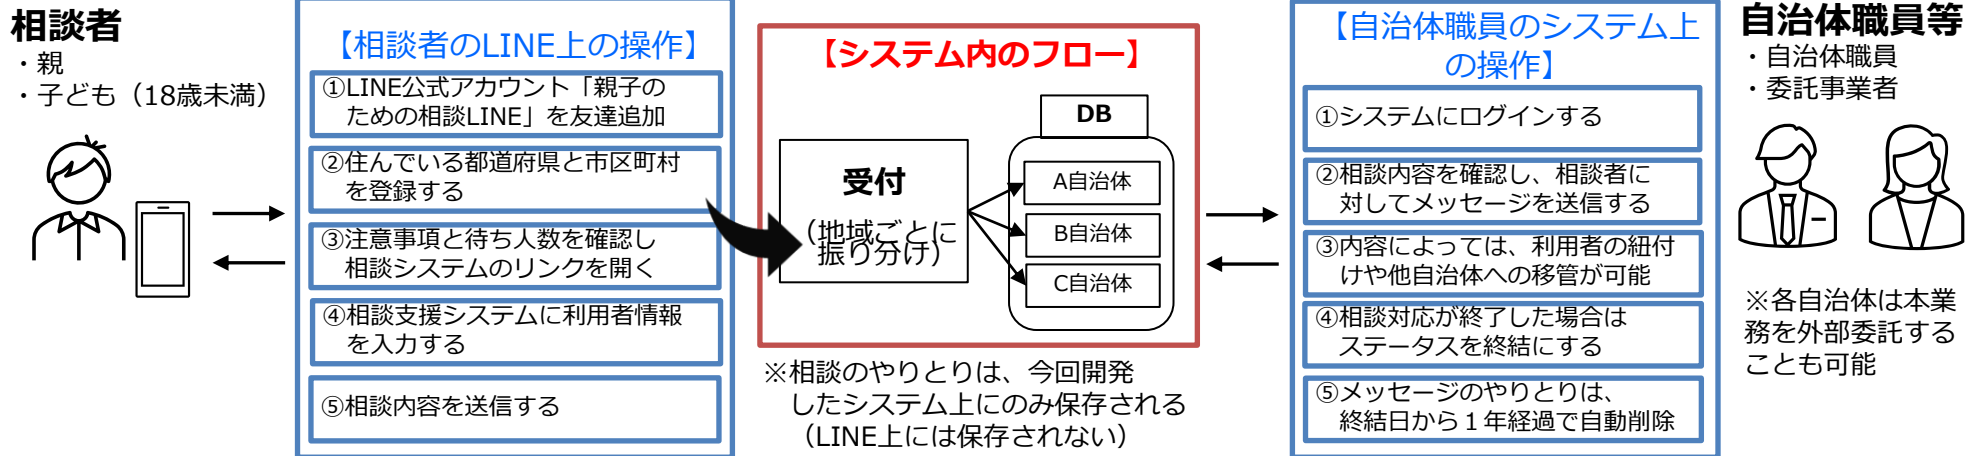 相談者
・親
・子ども（18歳未満）
【相談者のLINE上の操作】
①LINE公式アカウント「親子の
ための相談LINE」を友達追加
②住んでいる都道府県と市区町村
を登録する
③注意事項と待ち人数を確認し
相談システムのリンクを開く
④相談支援システムに利用者情報
を入力する
⑤相談内容を送信する
【システム内のフロー】
受付
（地域ごとに
振り分け）
DB
A自治体
B自治体
C自治体
※相談のやりとりは、今回開発
したシステム上にのみ保存される
（LINE上には保存されない）
【自治体職員のシステム上
の操作】
①システムにログインする
②相談内容を確認し、相談者に
対してメッセージを送信する
③内容によっては、利用者の紐付
けや他自治体への移管が可能
④相談対応が終了した場合は
ステータスを終結にする
⑤メッセージのやりとりは、
終結日から１年経過で自動削除
自治体職員等
・自治体職員
・委託事業者
※各自治体は本業
務を外部委託する
ことも可能